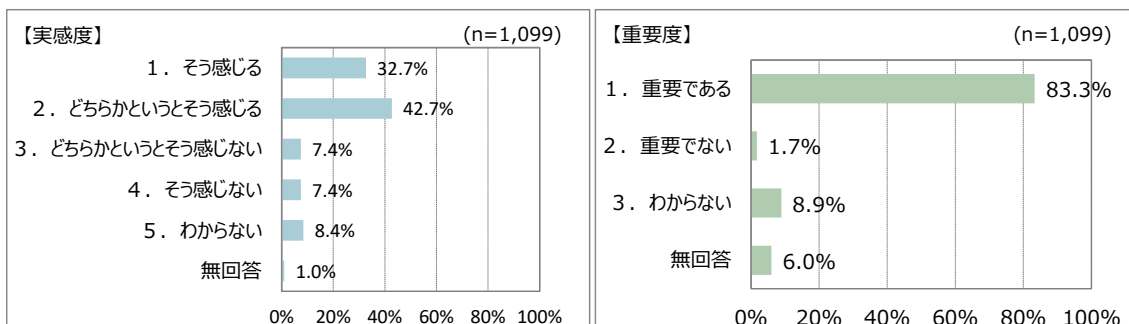 【実感度】 (n=1,099)
1．そう感じる 32.7%
2．どちらかというとそう感じる 42.7%
3．どちらかというとそう感じない 7.4%
4．そう感じない 7.4%
5．わからない 8.4%
無回答 1.0%
0% 20% 40% 60% 80% 100%
【重要度】 (n=1,099)
1．重要である 83.3%
2．重要でない 1.7%
3．わからない 8.9%
無回答 6.0%
0% 20% 40% 60% 80% 100%